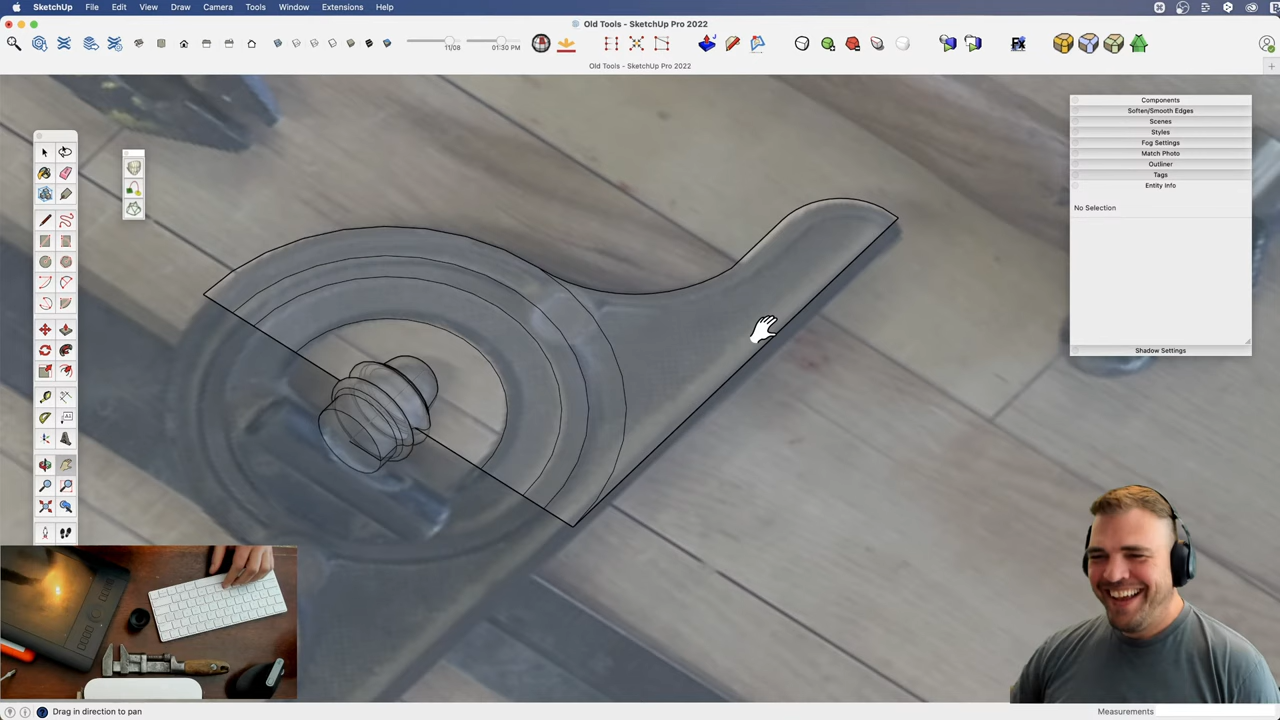 SketchUp File Edit View Draw Camera Tools Window Extensions Help
Old Tools - SketchUp Pro 2022
11/08
01:30 PM
Old Tools - SketchUp Pro 2022
Components
Soften/Smooth Edges
Scenes
Styles
Fog Settings
Match Photo
Outliner
Tags
Entity Info
No Selection
Shadow Settings
Drag in direction to pan
Measurements